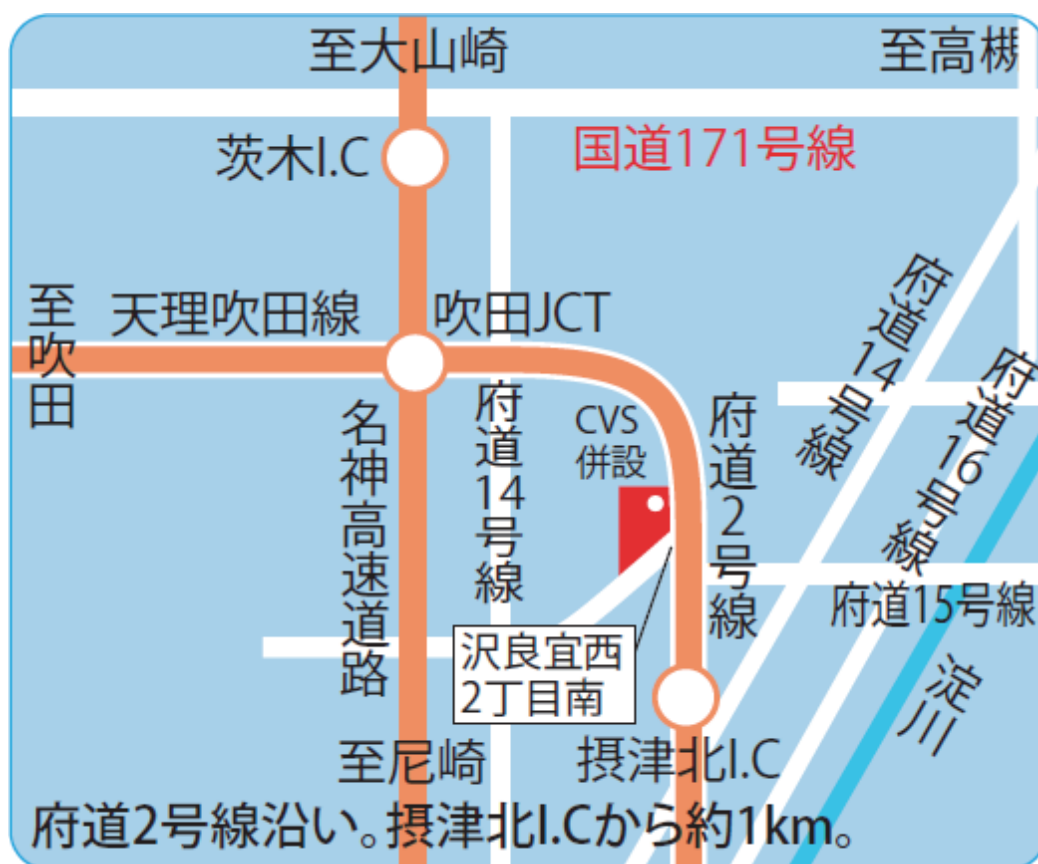 至大山崎
至高槻
茨木I.C
国道171号線
至吹田
天理吹田線
吹田JCT
府道14号線
府道16号線
名神高速道路
府道14号線
CVS
併設
府道2号線
府道15号線
沢良宜西
2丁目南
淀川
至尼崎
摂津北I.C
府道2号線沿い。摂津北I.Cから約1km。